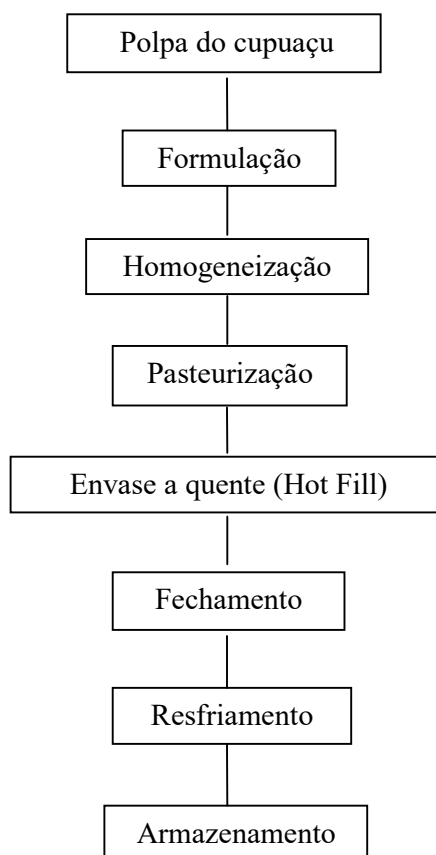 Polpa do cupuaçu
Formulação
Homogeneização
Pasteurização
Envase a quente (Hot Fill)
Fechamento
Resfriamento
Armazenamento